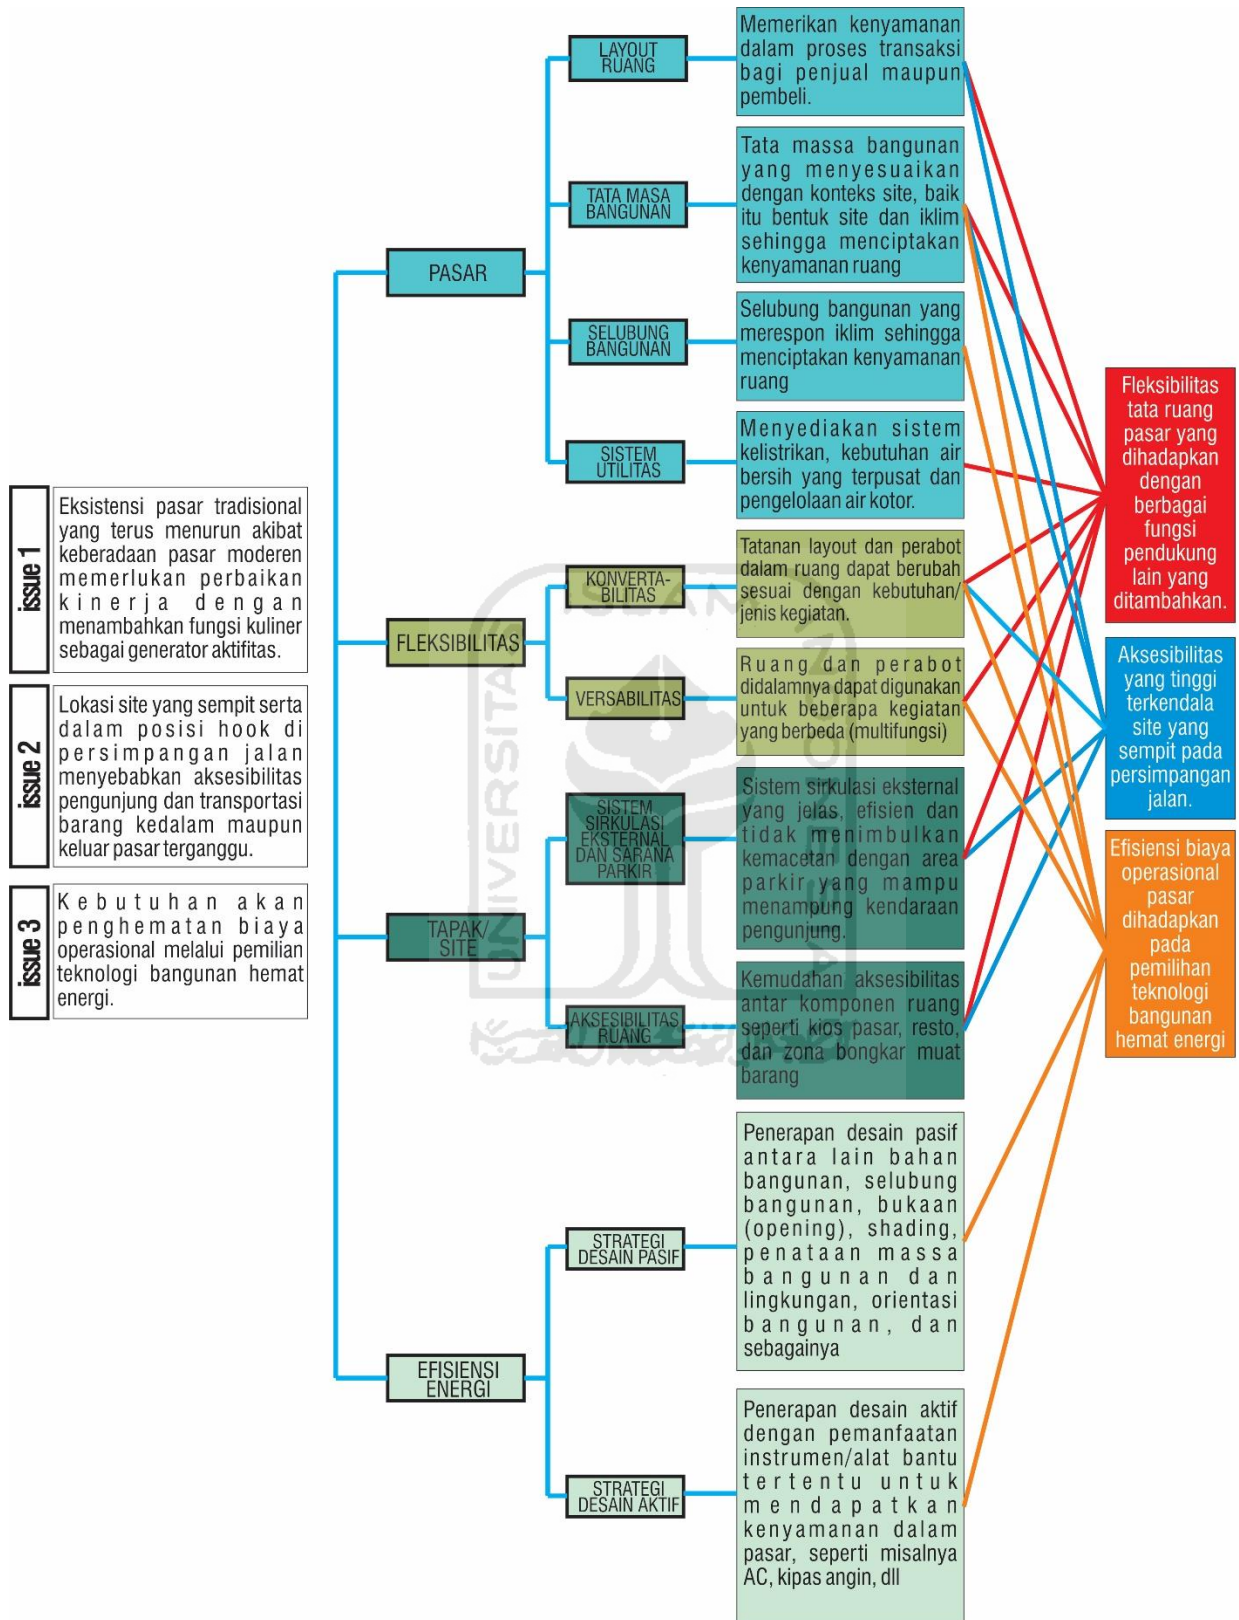 issue 1
Eksistensi pasar tradisional
yang terus menurun akibat
keberadaan pasar moderen
memerlukan perbaikan
kinerja dengan
menambahkan fungsi kuliner
sebagai generator aktifitas.
issue 2
Lokasi site yang sempit serta
dalam posisi hook di
persimpangan jalan
menyebabkan aksesibilitas
pengunjung dan transportasi
barang kedalam maupun
keluar pasar terganggu.
issue 3
Kebutuhan akan
penghematan biaya
operasional melalui pemilian
teknologi bangunan hemat
energi.
PASAR
LAYOUT
RUANG
Memerikan kenyamanan
dalam proses transaksi
bagi penjual maupun
pembeli.
TATA MASA
BANGUNAN
Tata massa bangunan
yang menyesuaikan
dengan konteks site, baik
itu bentuk site dan iklim
sehingga menciptakan
kenyamanan ruang
SELUBUNG
BANGUNAN
Selubung bangunan yang
merespon iklim sehingga
menciptakan kenyamanan
ruang
SISTEM
UTILITAS
Menyediakan sistem
kelistrikan, kebutuhan air
bersih yang terpusat dan
pengelolaan air kotor.
FLEKSIBILITAS
KONVERTA-
BILITAS
Tatanan layout dan perabot
dalam ruang dapat berubah
sesuai dengan kebutuhan/
jenis kegiatan.
VERSABILITAS
Ruang dan perabot
didalamnya dapat digunakan
untuk beberapa kegiatan
yang berbeda (multifungsi)
TAPAK/
SITE
SISTEM
SIRKULASI
EKSTERNAL
DAN SARANA
PARKIR
Sistem sirkulasi eksternal
yang jelas, efisien dan
tidak menimbulkan
kemacetan dengan area
parkir yang mampu
menampung kendaraan
pengunjung.
AKSESIBILITAS
RUANG
Kemudahan aksesibilitas
antar komponen ruang
seperti kios pasar, resto,
dan zona bongkar muat
barang
EFISIENSI
ENERGI
STRATEGI
DESAIN PASIF
Penerapan desain pasif
antara lain bahan
bangunan, selubung
bangunan, bukaan
(opening), shading,
penataan massa
bangunan dan
lingkungan, orientasi
bangunan, dan
sebagainya
STRATEGI
DESAIN AKTIF
Penerapan desain aktif
dengan pemanfaatan
instrumen/alat bantu
tertentu untuk
mendapatkan
kenyamanan dalam
pasar, seperti misalnya
AC, kipas angin, dll
Fleksibilitas
tata ruang
pasar yang
dihadapkan
dengan
berbagai
fungsi
pendukung
lain yang
ditambahkan.
Aksesibilitas
yang tinggi
terkendala
site yang
sempit pada
persimpangan
jalan.
Efisiensi biaya
operasional
pasar
dihadapkan
pada
pemilihan
teknologi
bangunan
hemat energi
UNIVERSITAS
ISLAM
INDONESIA